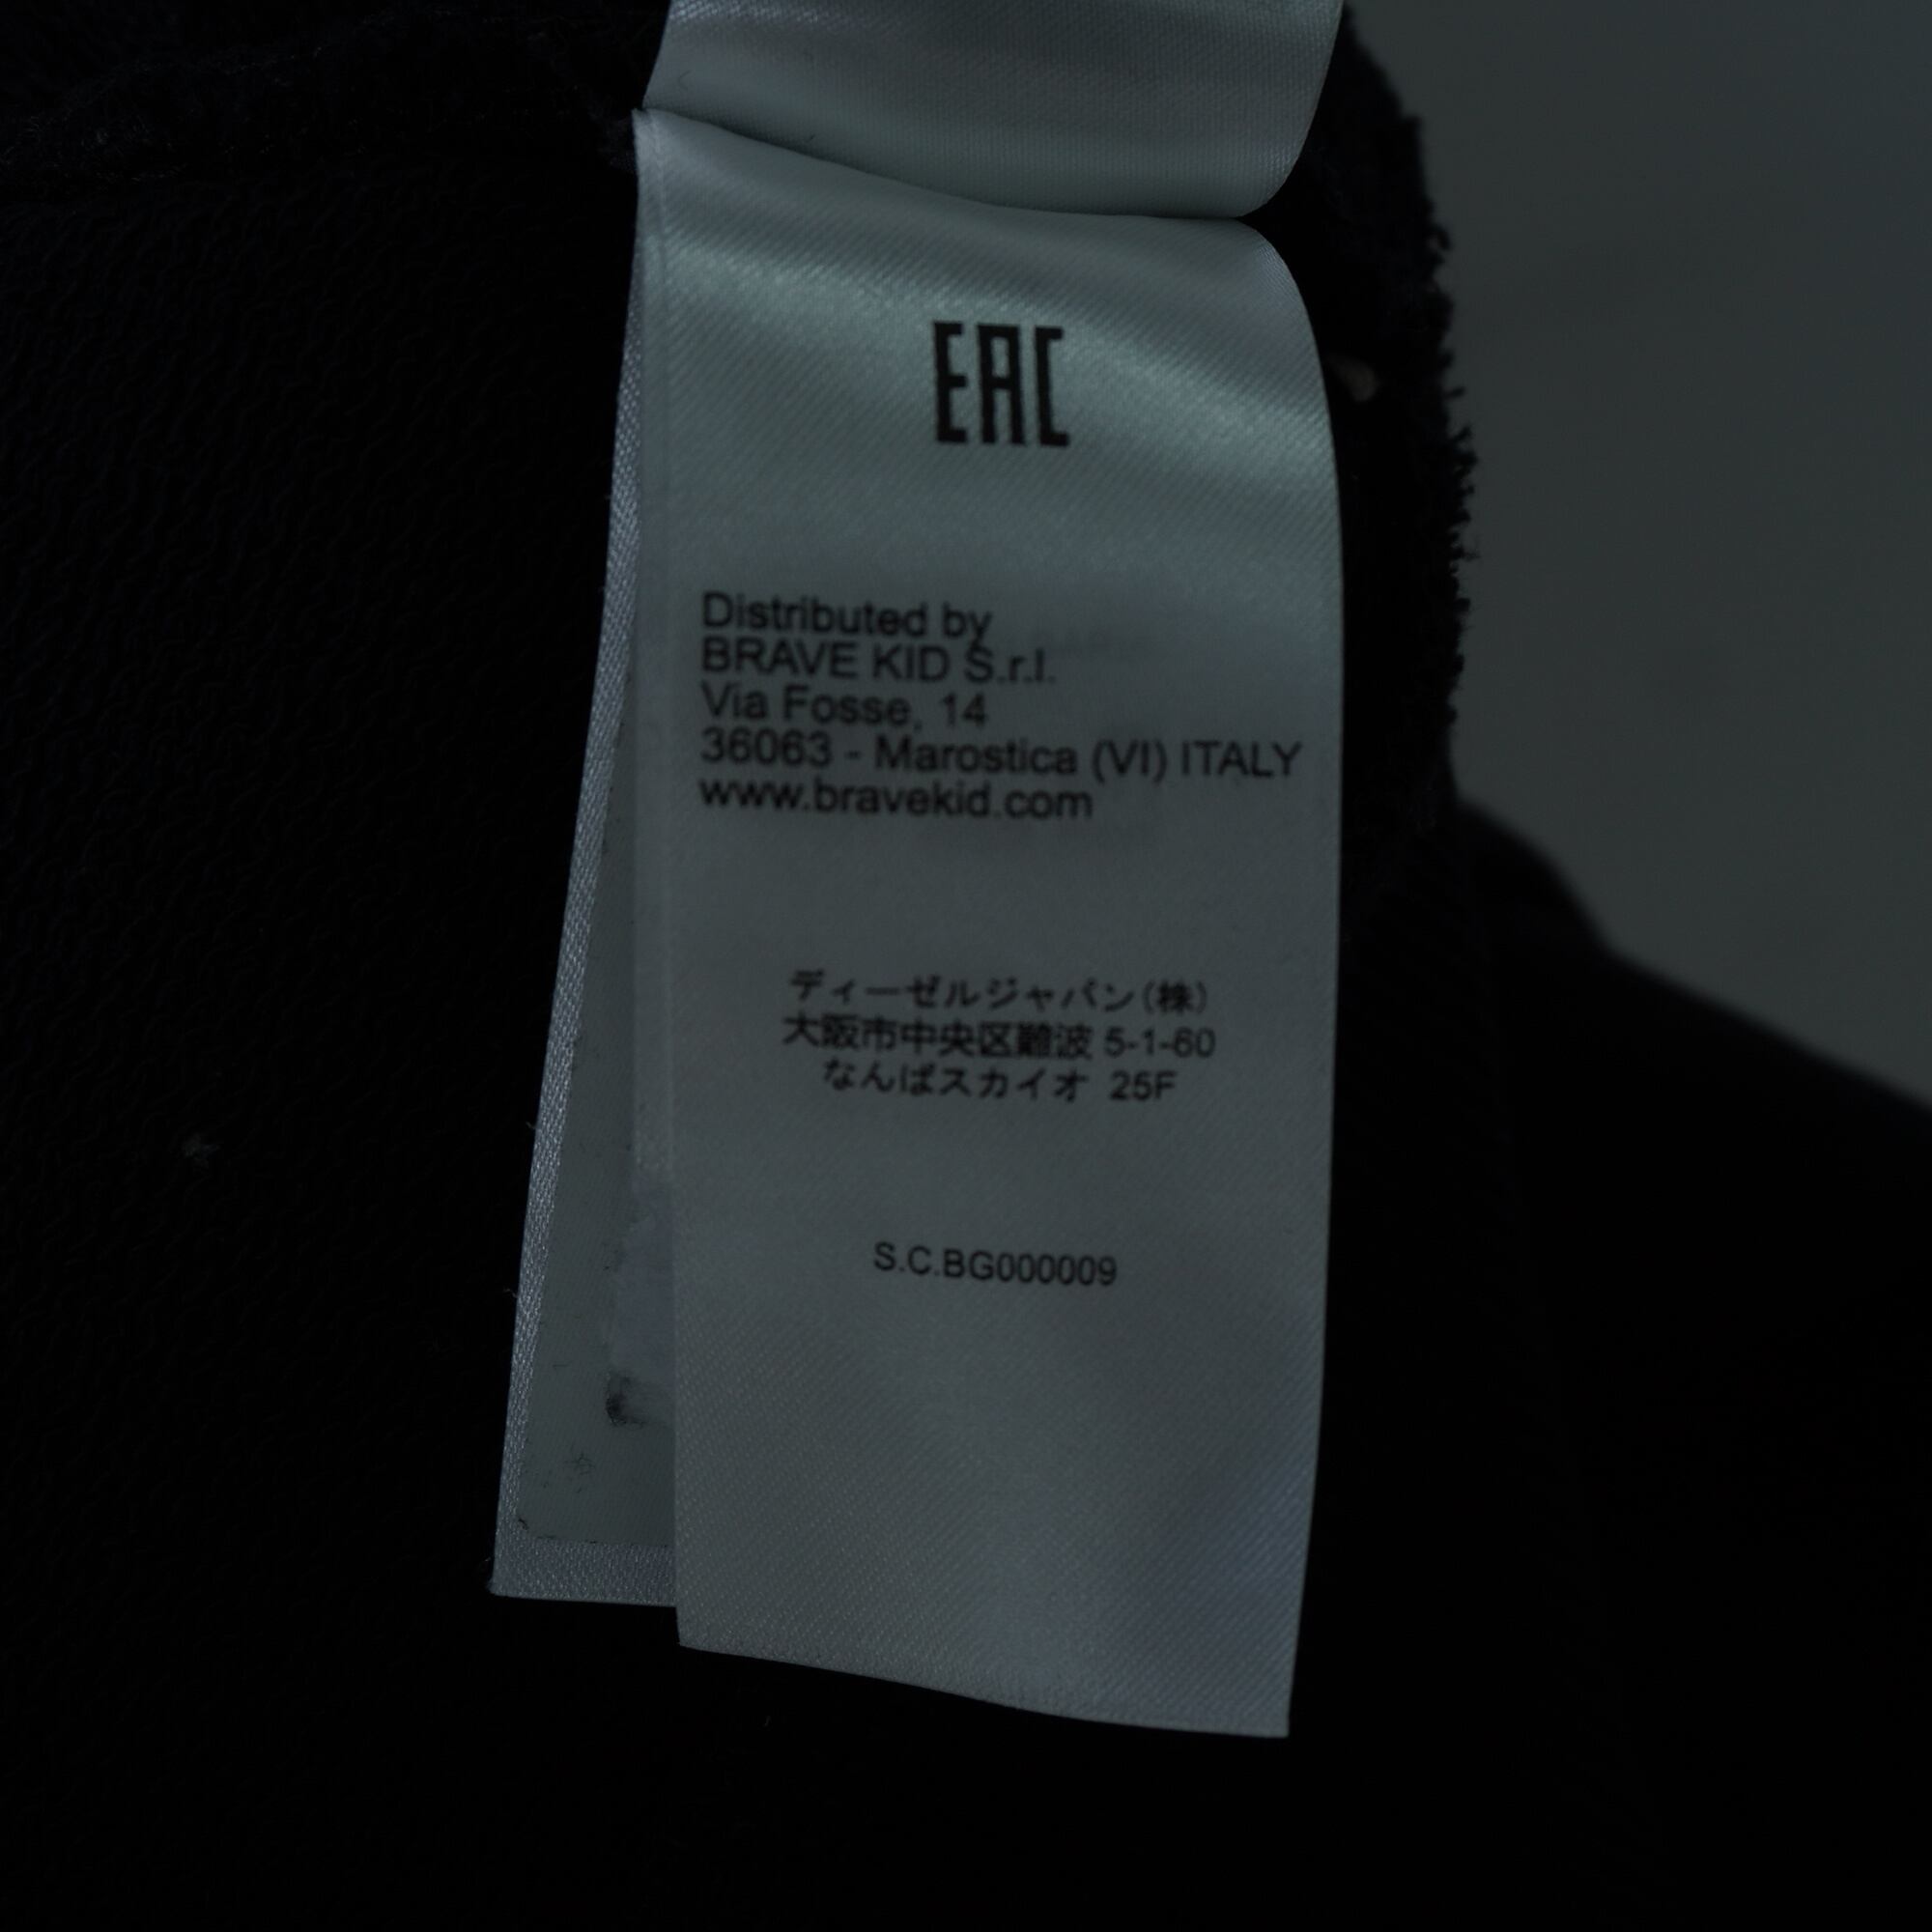 EAC
Distributed by
BRAVE KID S.r.l.
Via Fosse, 14
36063 - Marostica (VI) ITALY
www.bravekid.com
ディーゼルジャパン(株)
大阪市中央区難波 5-1-60
なんばスカイオ 25F
S.C.BG000009